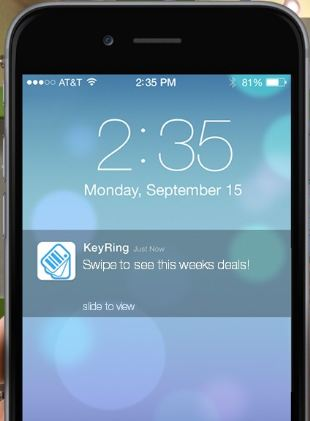 AT&T 2:35 PM 81%
2:35
Monday, September 15
KeyRing Just Now
Swipe to see this weeks deals!
slide to view